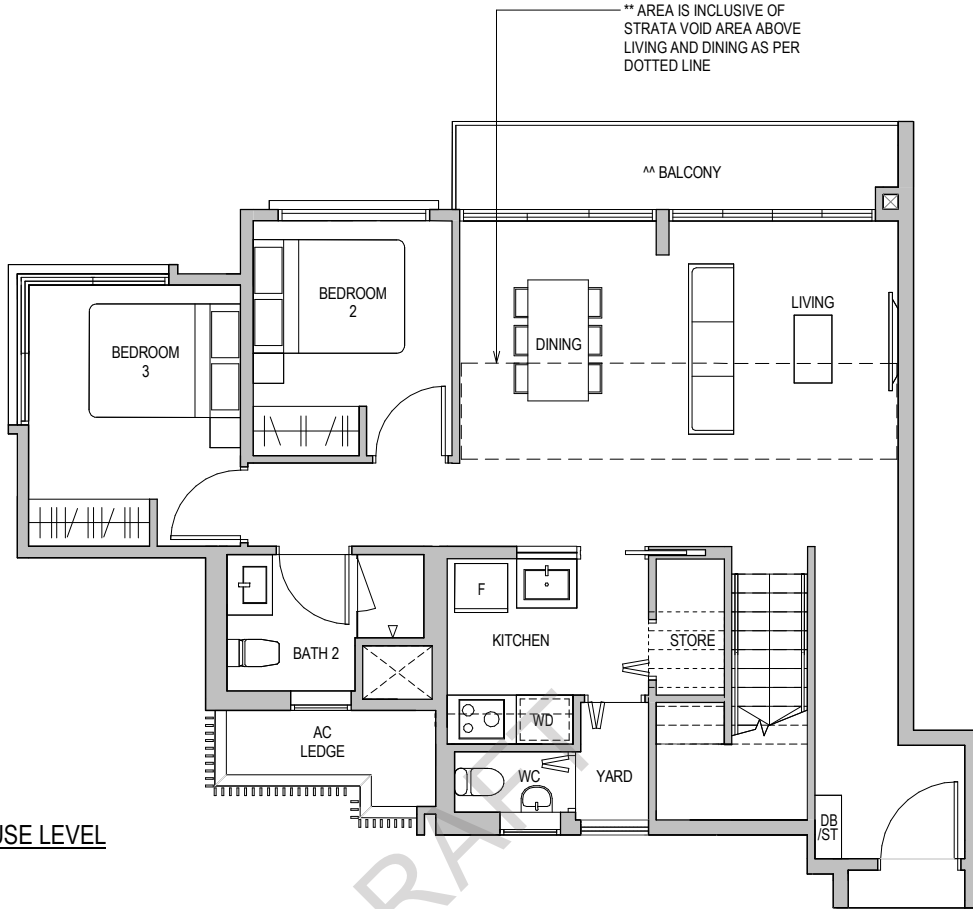 ** AREA IS INCLUSIVE OF
STRATA VOID AREA ABOVE
LIVING AND DINING AS PER
DOTTED LINE
^^ BALCONY
BEDROOM
2
LIVING
DINING
BEDROOM
3
F
KITCHEN
STORE
BATH 2
WD
AC
LEDGE
WC
YARD
DB
/ST
USE LEVEL
RAFT